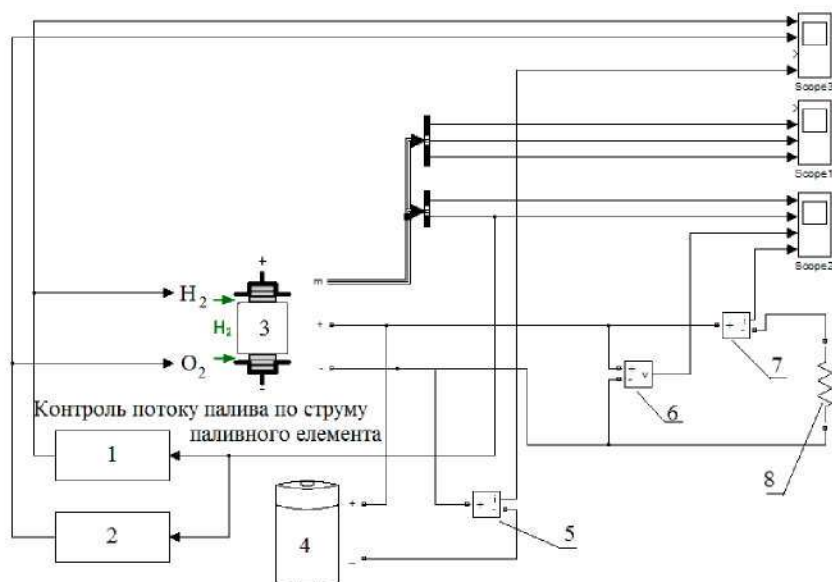 Scope3
Scope1
Scope2
+
m
H2
H2
3
+
+
i
-
7
O2
-
-
+
-
v
6
Контроль потоку палива по струму
паливного елемента
1
8
2
4
+
–
+
i
-
5